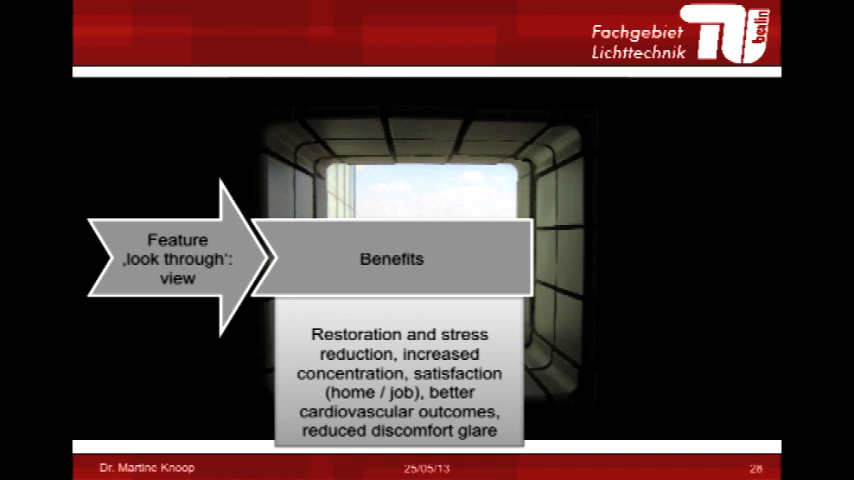 Fachgebiet
Lichttechnik
TU berlin
Feature
‚look through‘:
view
Benefits
Restoration and stress
reduction, increased
concentration, satisfaction
(home / job), better
cardiovascular outcomes,
reduced discomfort glare
Dr. Martine Knoop
25/05/13
28